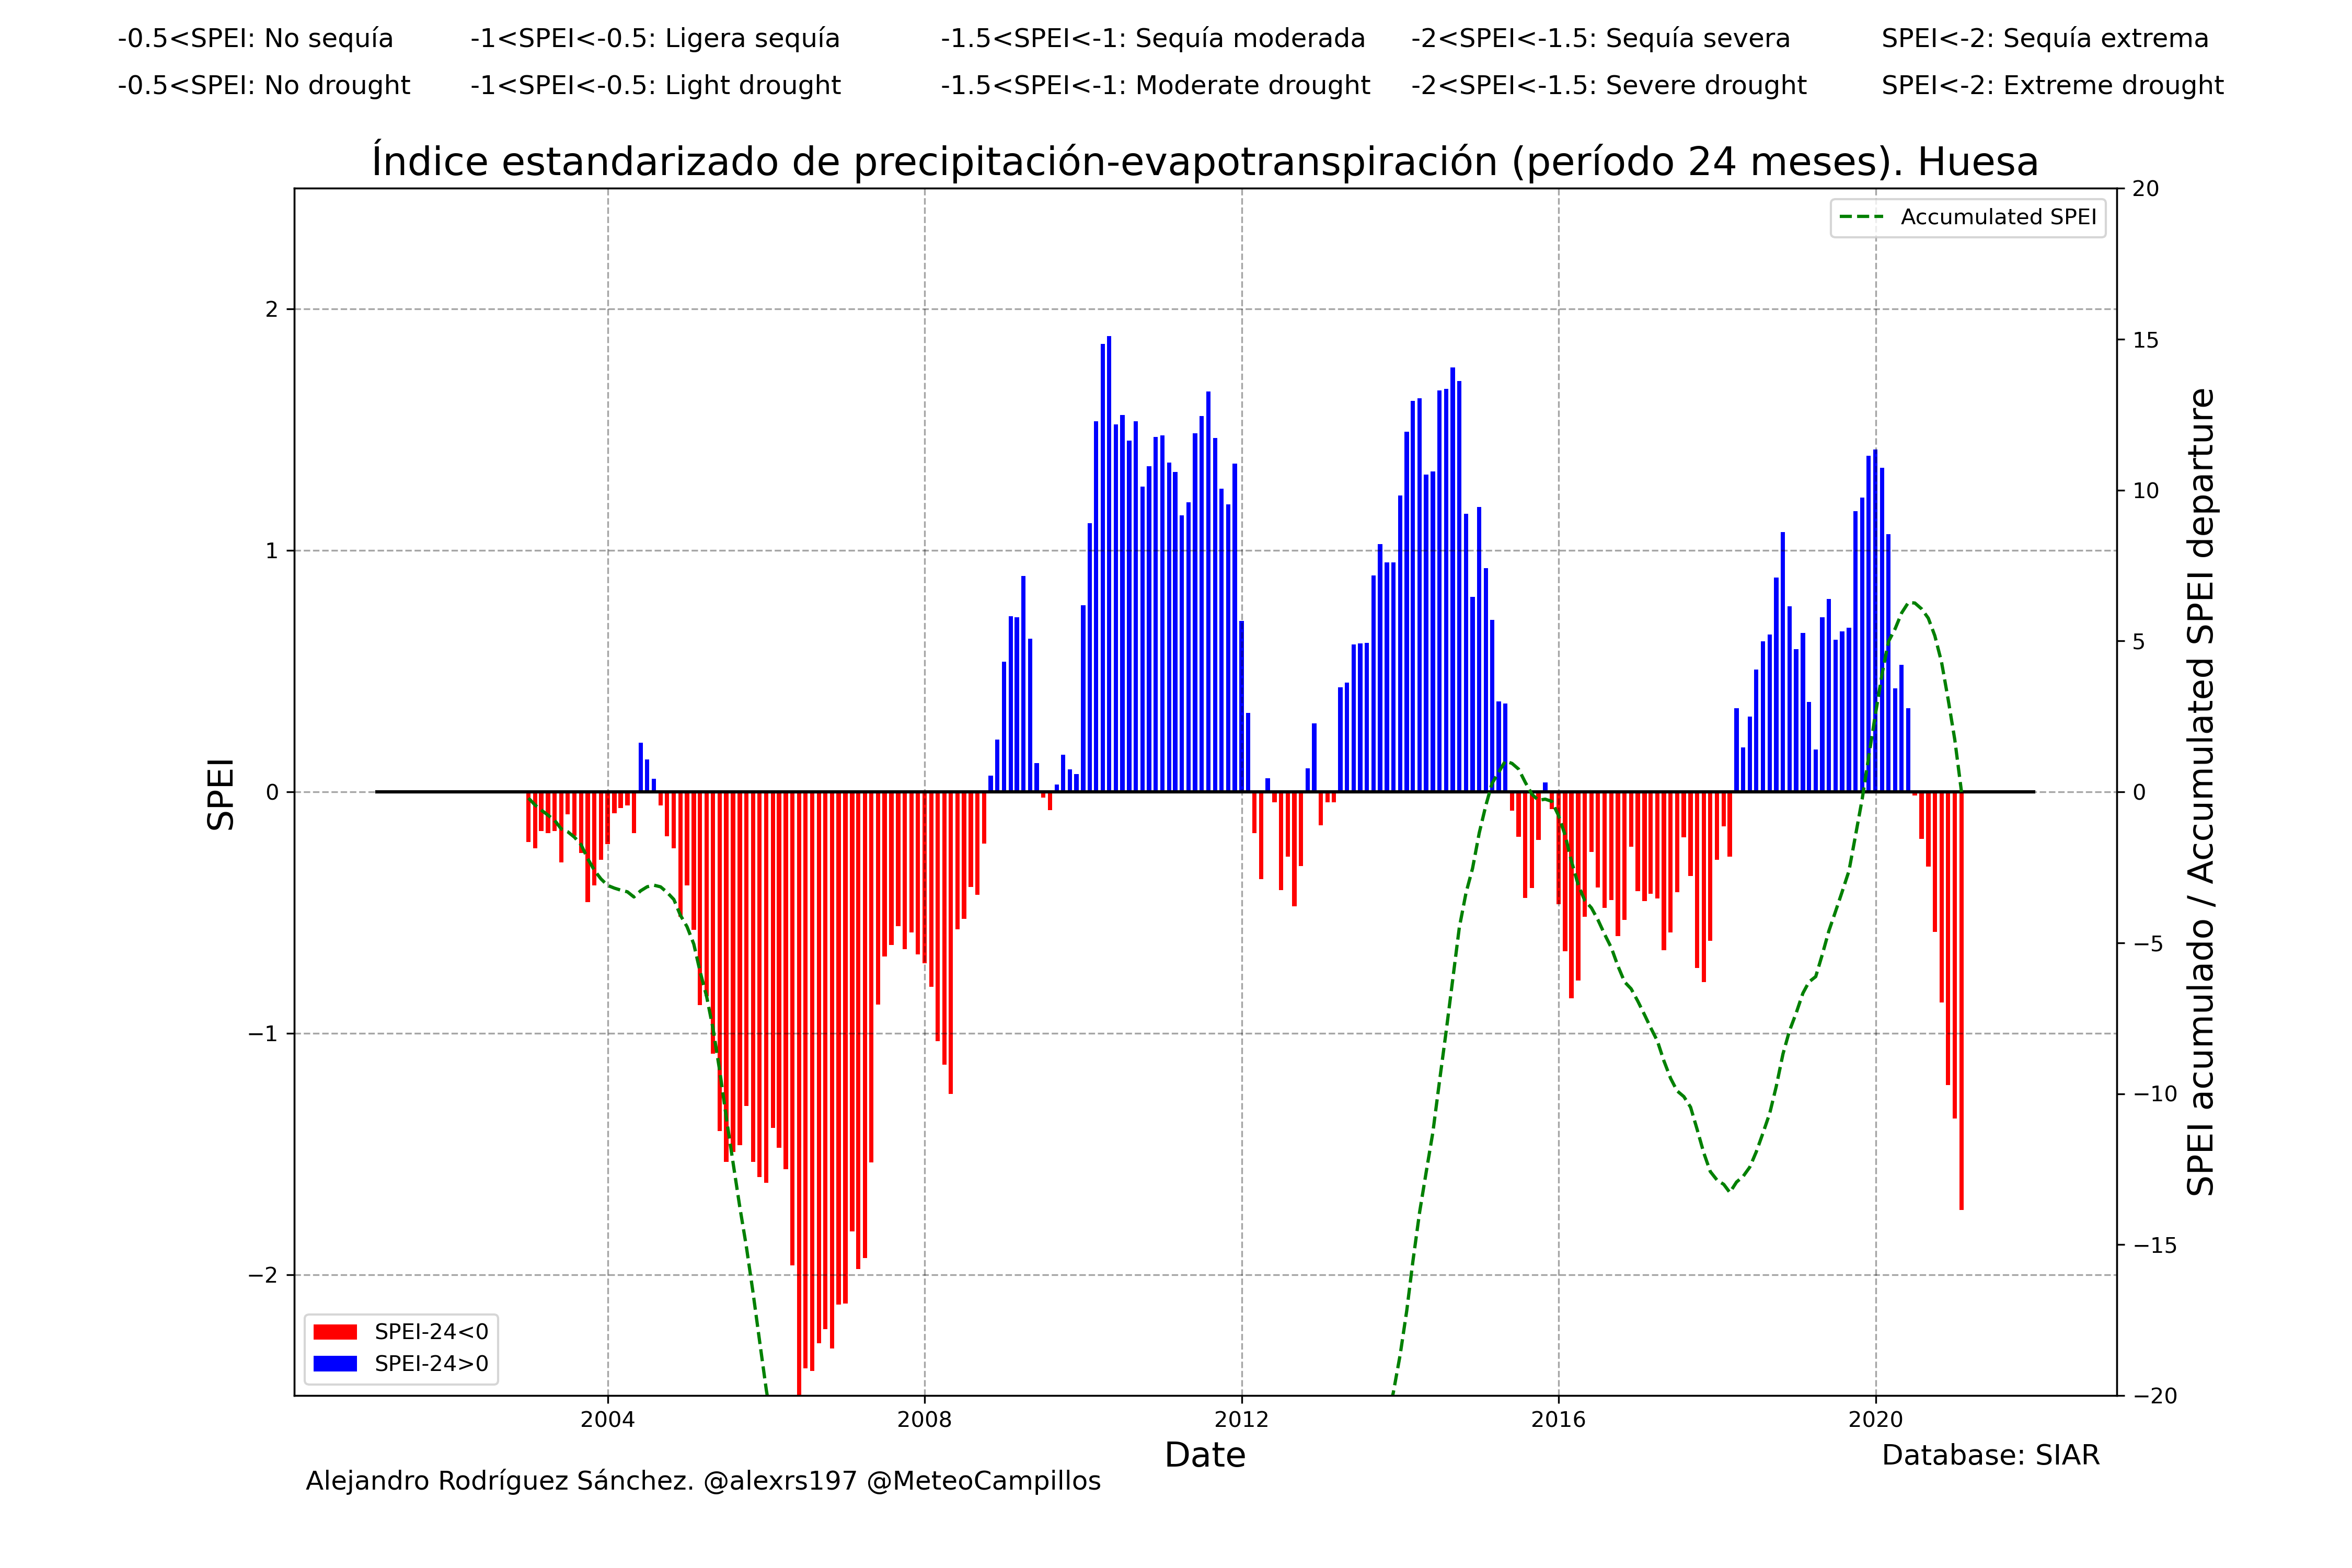 -0.5<SPEI: No sequía -1<SPEI<-0.5: Ligera sequía -1.5<SPEI<-1: Sequía moderada -2<SPEI<-1.5: Sequía severa SPEI<-2: Sequía extrema
-0.5<SPEI: No drought -1<SPEI<-0.5: Light drought -1.5<SPEI<-1: Moderate drought -2<SPEI<-1.5: Severe drought SPEI<-2: Extreme drought
Índice estandarizado de precipitación-evapotranspiración (período 24 meses). Huesa
Accumulated SPEI
SPEI
2
1
0
−1
−2
20
15
10
5
0
−5
−10
−15
−20
SPEI acumulado / Accumulated SPEI departure
SPEI-24<0
SPEI-24>0
2004 2008 2012 2016 2020
Date
Database: SIAR
Alejandro Rodríguez Sánchez. @alexrs197 @MeteoCampillos